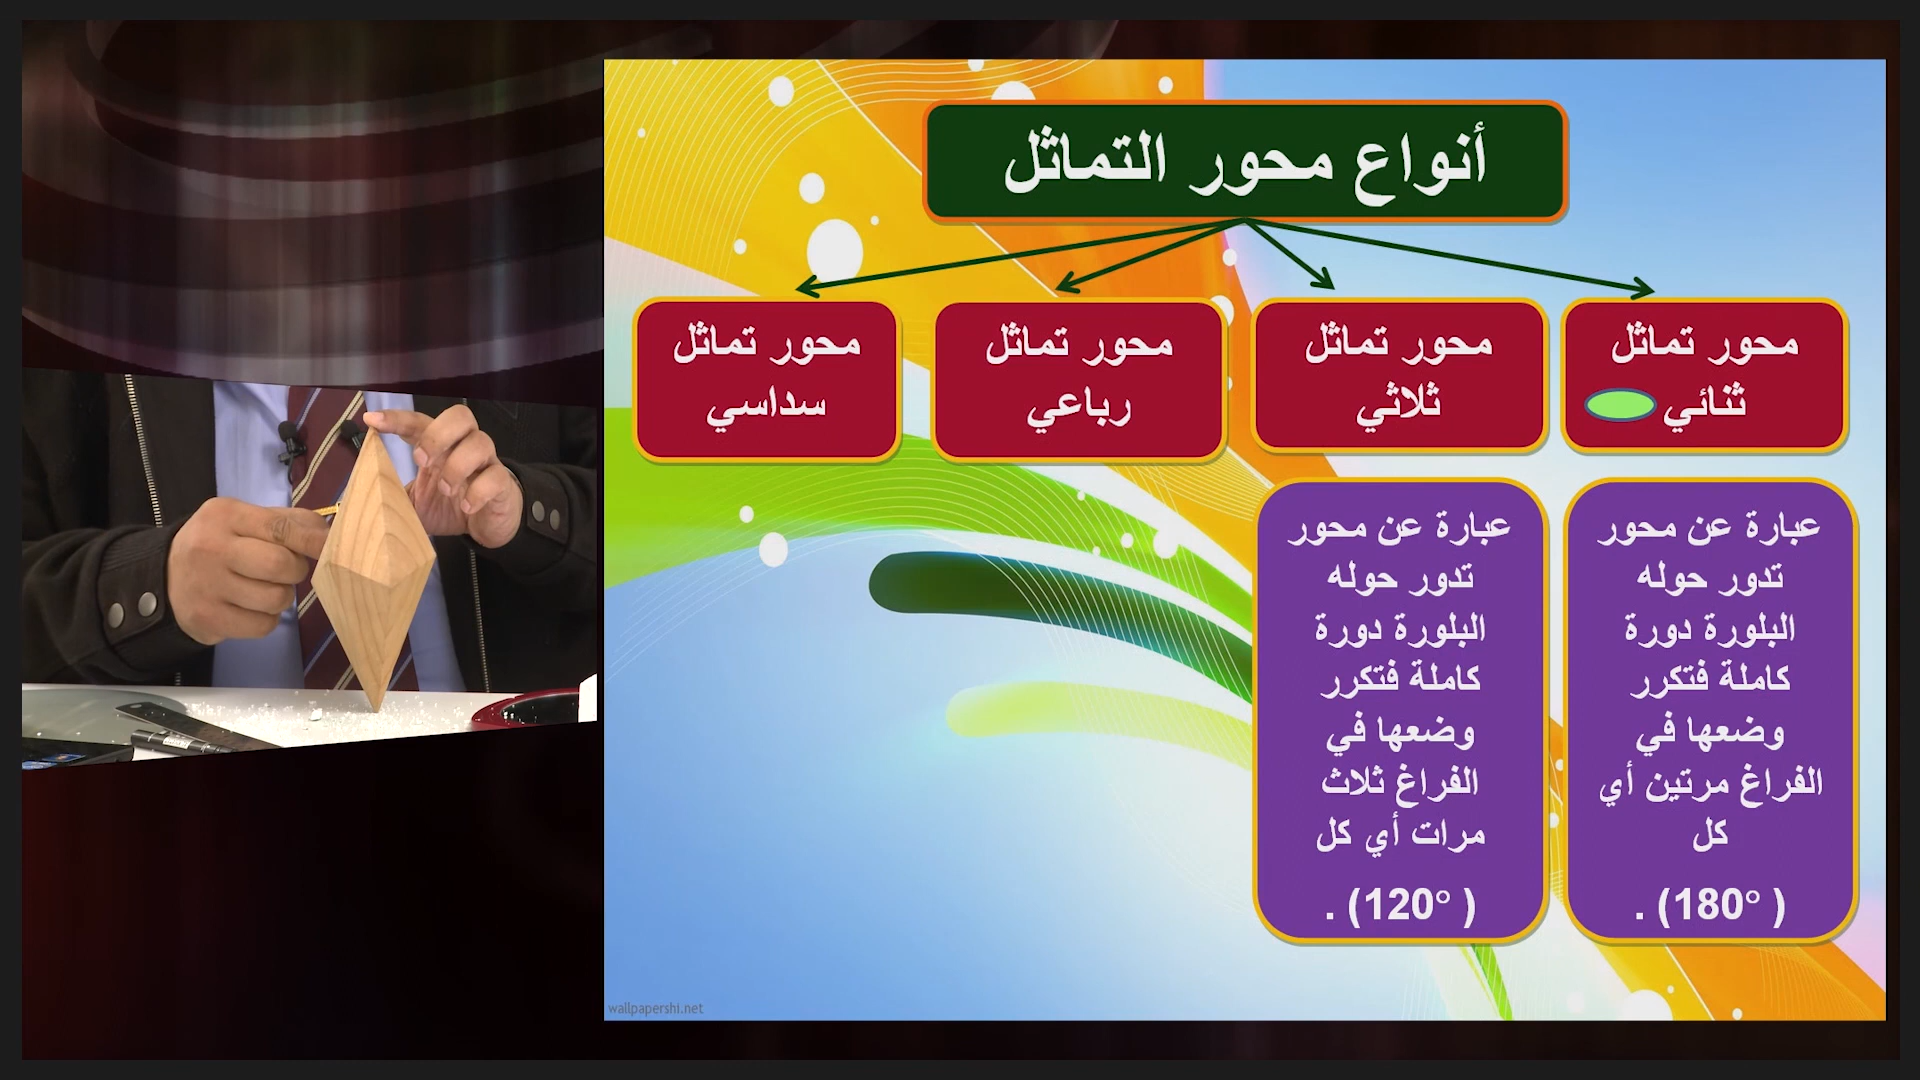 أنواع محور التماثل
محور تماثل
ثنائي
محور تماثل
ثلاثي
محور تماثل
رباعي
محور تماثل
سداسي
عبارة عن محور
تدور حوله
البلورة دورة
كاملة فتكرر
وضعها في
الفراغ مرتين أي
كل
( °180) .
عبارة عن محور
تدور حوله
البلورة دورة
كاملة فتكرر
وضعها في
الفراغ ثلاث
مرات أي كل
( °120) .
wallpapershi.net